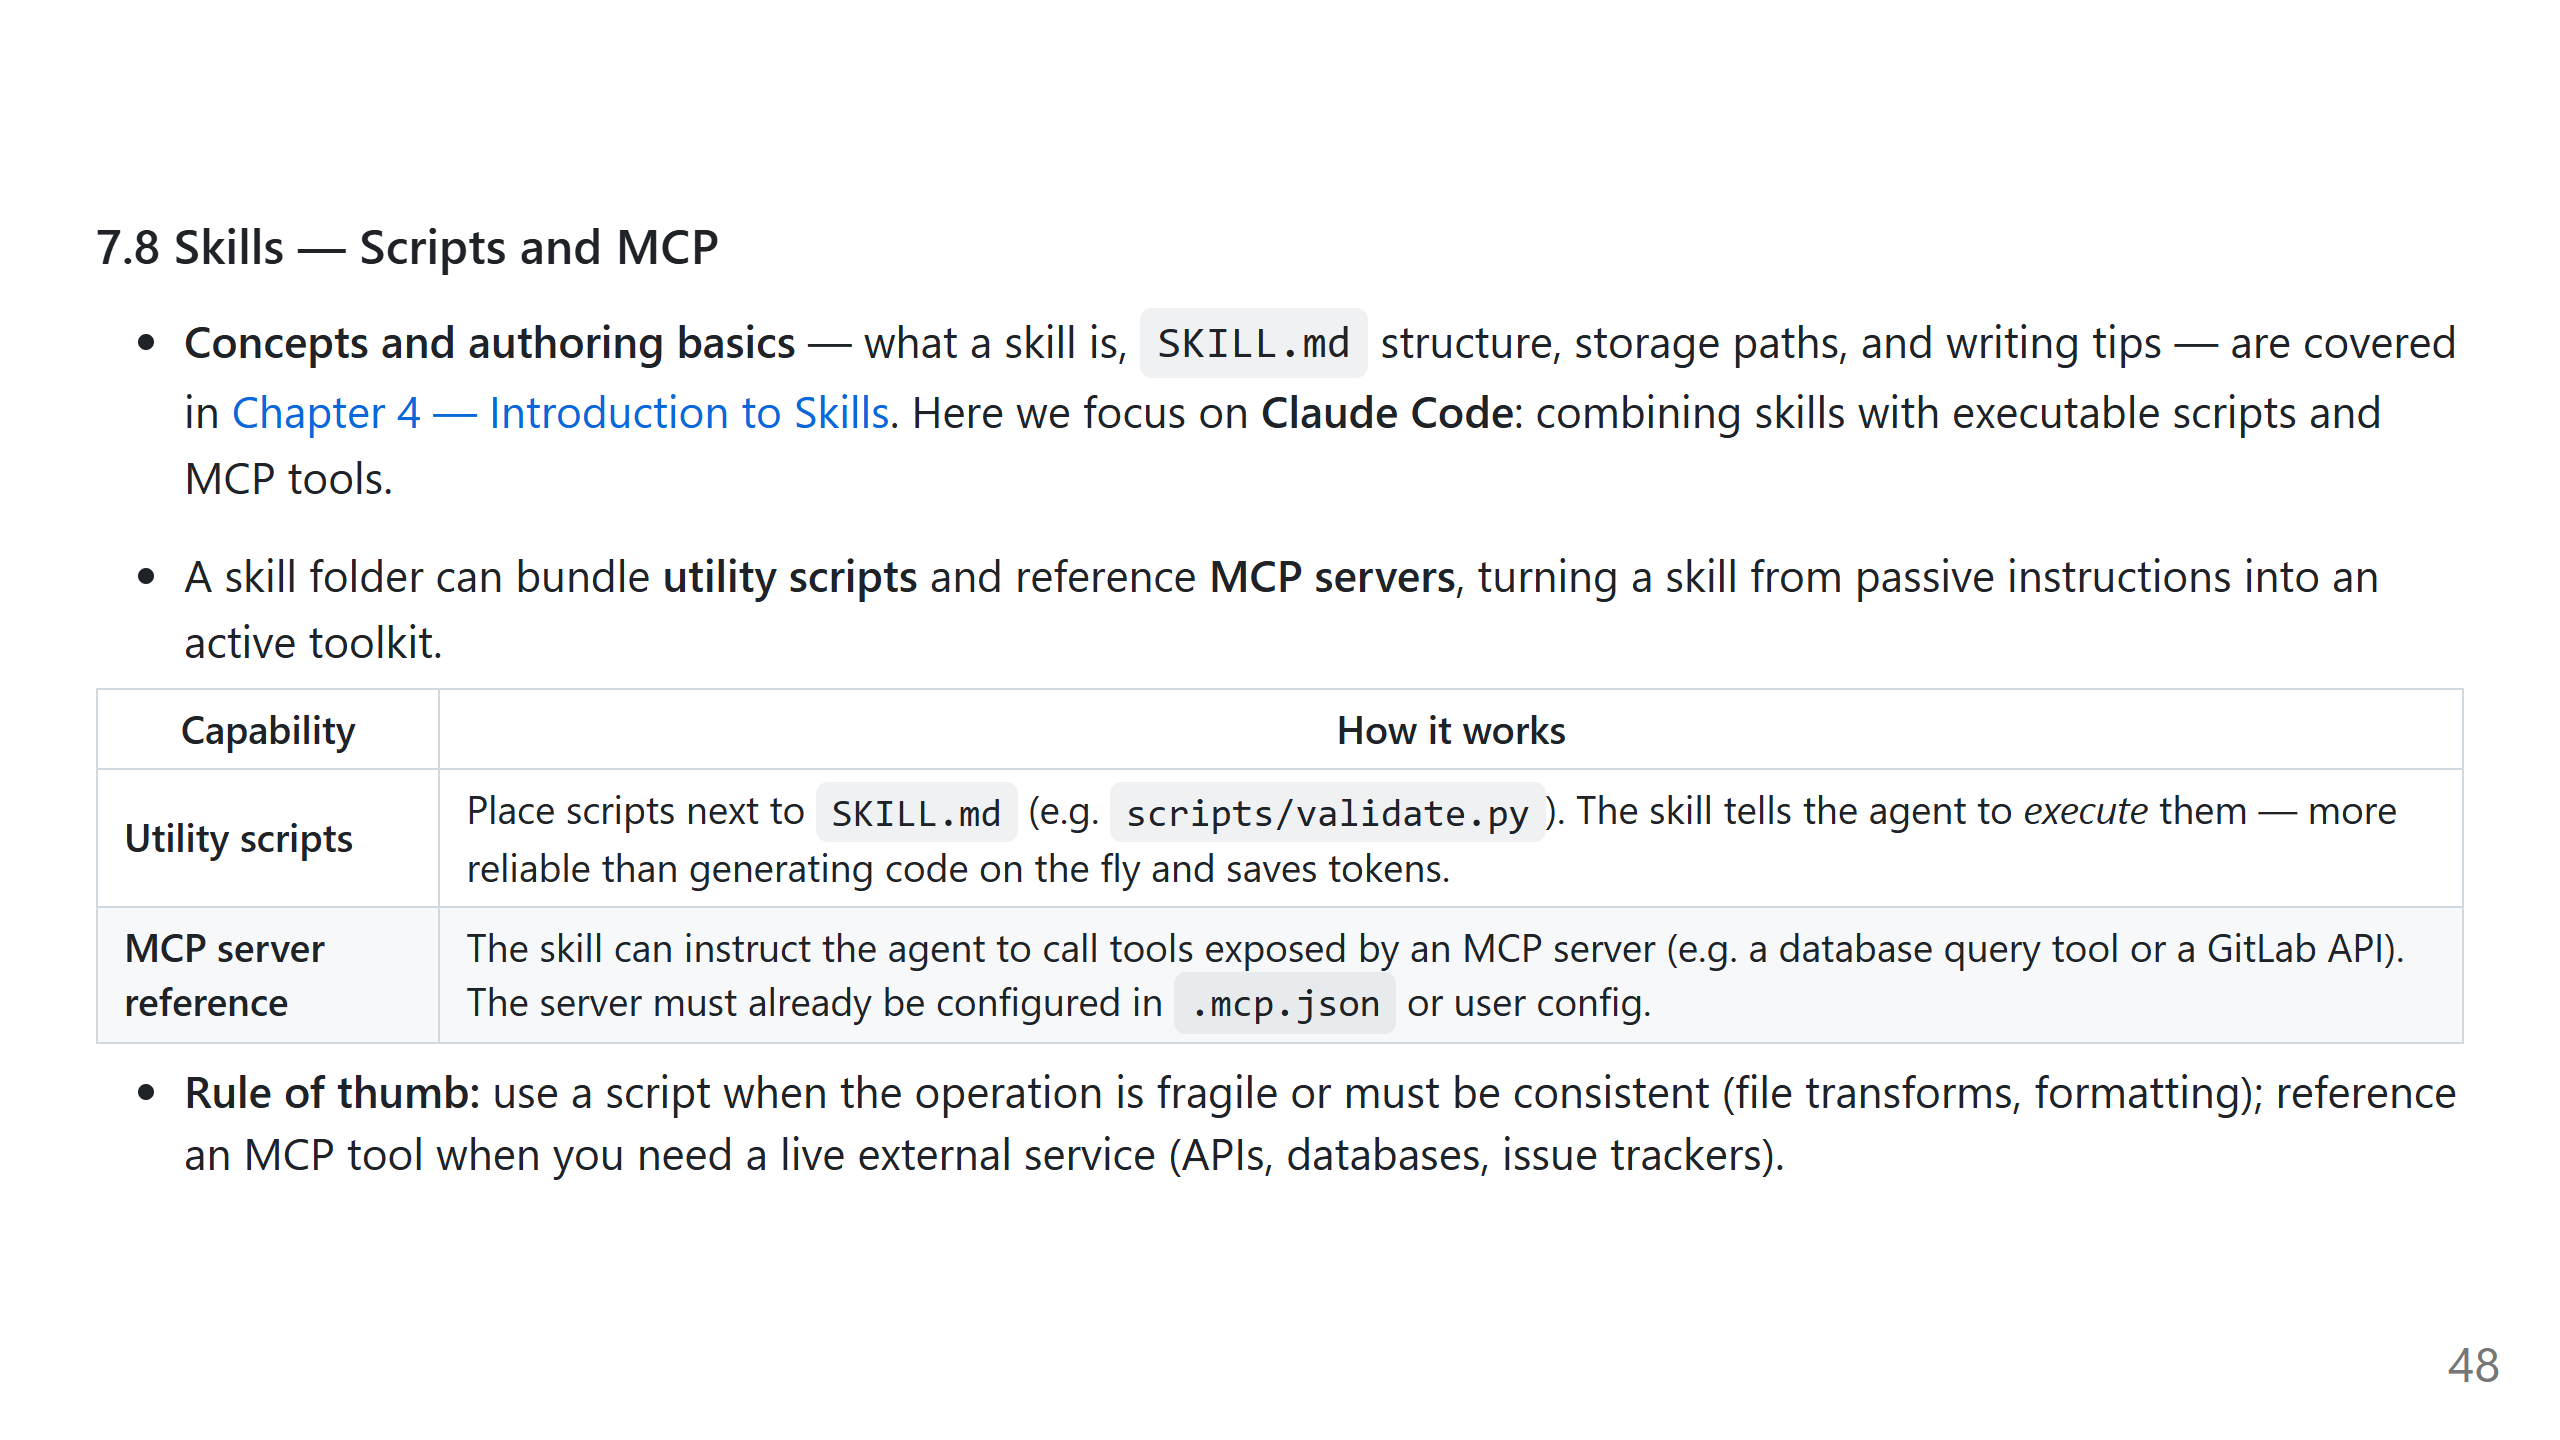 7.8 Skills — Scripts and MCP
• Concepts and authoring basics — what a skill is, SKILL.md structure, storage paths, and writing tips — are covered
in Chapter 4 — Introduction to Skills. Here we focus on Claude Code: combining skills with executable scripts and
MCP tools.
• A skill folder can bundle utility scripts and reference MCP servers, turning a skill from passive instructions into an
active toolkit.
Capability
How it works
Utility scripts
Place scripts next to SKILL.md (e.g. scripts/validate.py). The skill tells the agent to execute them — more
reliable than generating code on the fly and saves tokens.
MCP server
reference
The skill can instruct the agent to call tools exposed by an MCP server (e.g. a database query tool or a GitLab API).
The server must already be configured in .mcp.json or user config.
• Rule of thumb: use a script when the operation is fragile or must be consistent (file transforms, formatting); reference
an MCP tool when you need a live external service (APIs, databases, issue trackers).
48